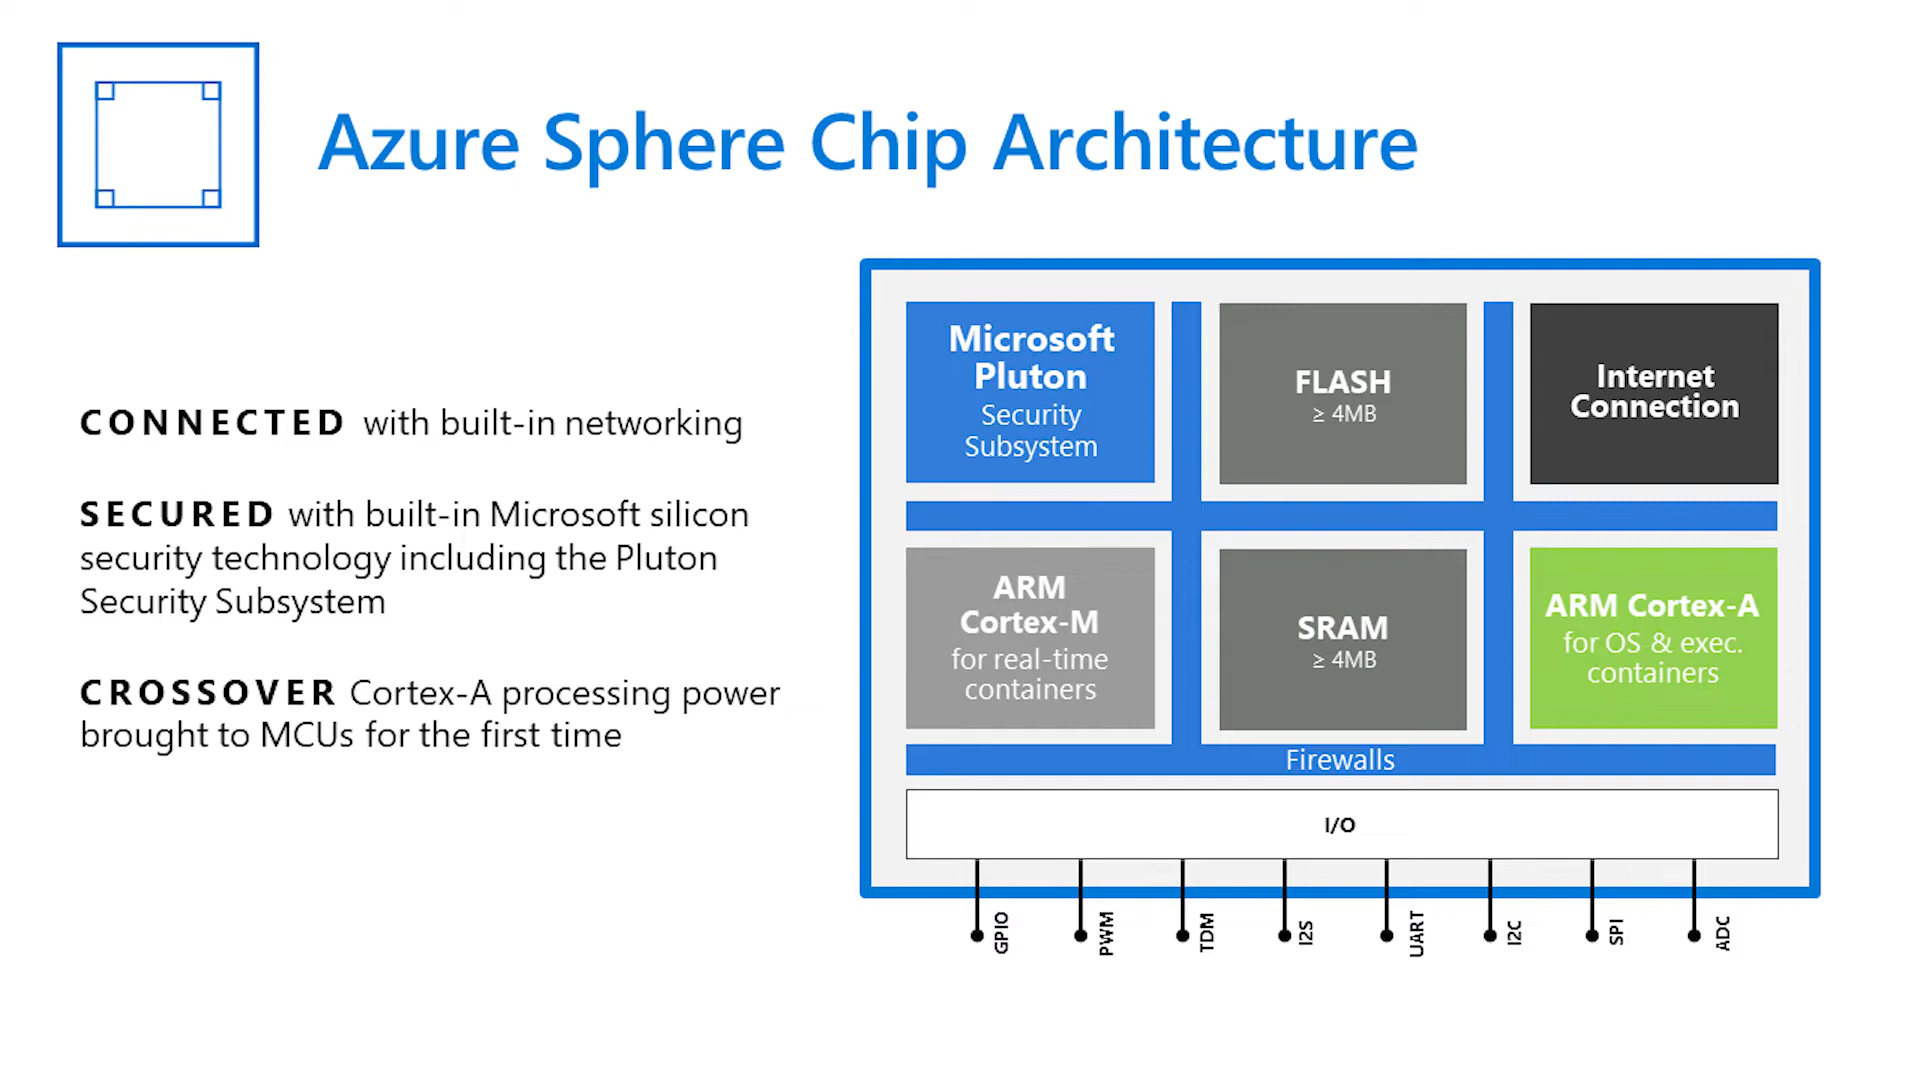 Azure Sphere Chip Architecture
CONNECTED with built-in networking
SECURED with built-in Microsoft silicon
security technology including the Pluton
Security Subsystem
CROSSOVER Cortex-A processing power
brought to MCUs for the first time
Microsoft
Pluton
Security
Subsystem
FLASH
≥ 4MB
Internet
Connection
ARM
Cortex-M
for real-time
containers
SRAM
≥ 4MB
ARM Cortex-A
for OS & exec.
containers
Firewalls
I/O
GPIO
PWM
TDM
I2S
UART
I2C
SPI
ADC